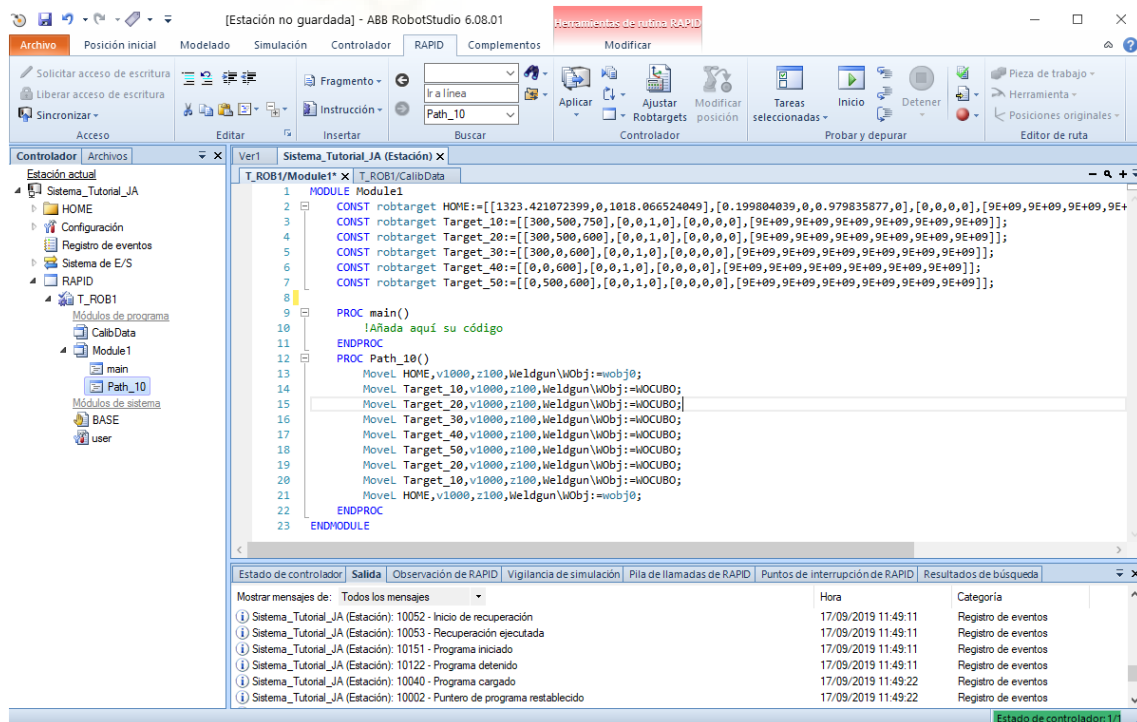 [Estación no guardada] - ABB RobotStudio 6.08.01
Herramientas de rutina RAPID
Archivo Posición inicial Modelado Simulación Controlador RAPID Complementos Modificar
Solicitar acceso de escritura
Liberar acceso de escritura
Sincronizar
Acceso
Editar
Fragmento
Instrucción
Insertar
Ir a línea
Path_10
Buscar
Aplicar
Ajustar Robtargets
Modificar posición
Controlador
Tareas seleccionadas
Inicio
Detener
Probar y depurar
Pieza de trabajo
Herramienta
Posiciones originales
Editor de ruta
Controlador Archivos
Estación actual
Sistema_Tutorial_JA
HOME
Configuración
Registro de eventos
Sistema de E/S
RAPID
T_ROB1
Módulos de programa
CalibData
Module1
main
Path_10
Módulos de sistema
BASE
user
Ver1 Sistema_Tutorial_JA (Estación) X
T_ROB1/Module1* X T_ROB1/CalibData
1 MODULE Module1
2 CONST robtarget HOME:=[[1323.421072399,0,1018.066524049],[0.199804039,0,0.979835877,0],[0,0,0,0],[9E+09,9E+09,9E+09,9E+
3 CONST robtarget Target_10:=[[300,500,750],[0,0,1,0],[0,0,0,0],[9E+09,9E+09,9E+09,9E+09,9E+09,9E+09]];
4 CONST robtarget Target_20:=[[300,500,600],[0,0,1,0],[0,0,0,0],[9E+09,9E+09,9E+09,9E+09,9E+09,9E+09]];
5 CONST robtarget Target_30:=[[300,0,600],[0,0,1,0],[0,0,0,0],[9E+09,9E+09,9E+09,9E+09,9E+09,9E+09]];
6 CONST robtarget Target_40:=[[0,0,600],[0,0,1,0],[0,0,0,0],[9E+09,9E+09,9E+09,9E+09,9E+09,9E+09]];
7 CONST robtarget Target_50:=[[0,500,600],[0,0,1,0],[0,0,0,0],[9E+09,9E+09,9E+09,9E+09,9E+09,9E+09]];
8
9 PROC main()
10 !Añada aquí su código
11 ENDPROC
12 PROC Path_10()
13 MoveL HOME,v1000,z100,Weldgun\WObj:=wobj0;
14 MoveL Target_10,v1000,z100,Weldgun\WObj:=WOCUBO;
15 MoveL Target_20,v1000,z100,Weldgun\WObj:=WOCUBO;
16 MoveL Target_30,v1000,z100,Weldgun\WObj:=WOCUBO;
17 MoveL Target_40,v1000,z100,Weldgun\WObj:=WOCUBO;
18 MoveL Target_50,v1000,z100,Weldgun\WObj:=WOCUBO;
19 MoveL Target_20,v1000,z100,Weldgun\WObj:=WOCUBO;
20 MoveL Target_10,v1000,z100,Weldgun\WObj:=WOCUBO;
21 MoveL HOME,v1000,z100,Weldgun\WObj:=wobj0;
22 ENDPROC
23 ENDMODULE
Estado de controlador Salida Observación de RAPID Vigilancia de simulación Pila de llamadas de RAPID Puntos de interrupción de RAPID Resultados de búsqueda
Mostrar mensajes de: Todos los mensajes Hora Categoría
Sistema_Tutorial_JA (Estación): 10052 - Inicio de recuperación 17/09/2019 11:49:11 Registro de eventos
Sistema_Tutorial_JA (Estación): 10053 - Recuperación ejecutada 17/09/2019 11:49:11 Registro de eventos
Sistema_Tutorial_JA (Estación): 10151 - Programa iniciado 17/09/2019 11:49:11 Registro de eventos
Sistema_Tutorial_JA (Estación): 10122 - Programa detenido 17/09/2019 11:49:11 Registro de eventos
Sistema_Tutorial_JA (Estación): 10040 - Programa cargado 17/09/2019 11:49:22 Registro de eventos
Sistema_Tutorial_JA (Estación): 10002 - Puntero de programa restablecido 17/09/2019 11:49:22 Registro de eventos
Estado de controlador: 1/1